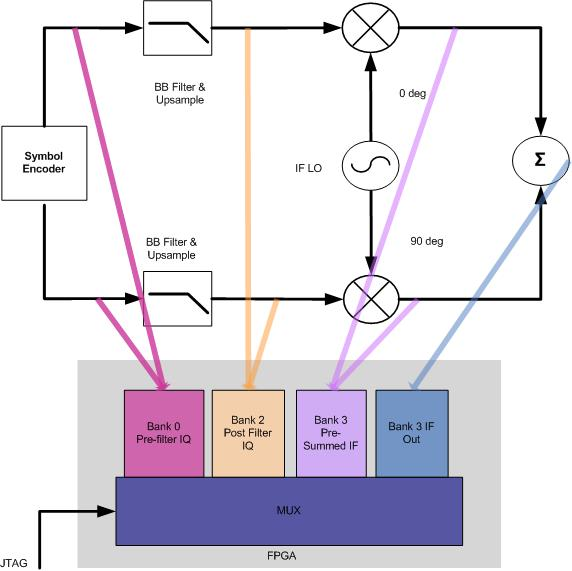 BB Filter &
Upsample
0 deg
Symbol
Encoder
IF LO
Σ
BB Filter &
Upsample
90 deg
Bank 0
Pre-filter IQ
Bank 2
Post Filter
IQ
Bank 3
Pre-
Summed IF
Bank 3 IF
Out
MUX
FPGA
JTAG